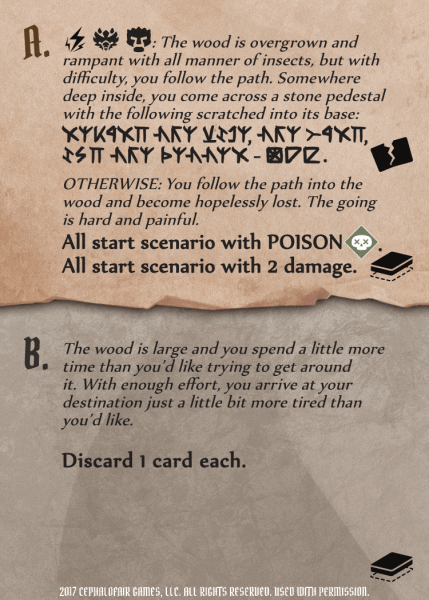 A. : The wood is overgrown and
rampant with all manner of insects, but with
difficulty, you follow the path. Somewhere
deep inside, you come across a stone pedestal
with the following scratched into its base:
OTHERWISE: You follow the path into the
wood and become hopelessly lost. The going
is hard and painful.
All start scenario with POISON .
All start scenario with 2 damage.
B. The wood is large and you spend a little more
time than you'd like trying to get around
it. With enough effort, you arrive at your
destination just a little bit more tired than
you'd like.
Discard 1 card each.
2017 CEPHALOFAIR GAMES, LLC. ALL RIGHTS RESERVED. USED WITH PERMISSION.